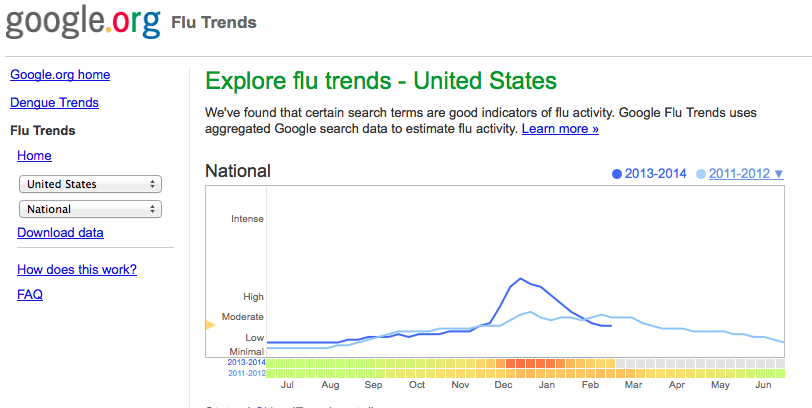 google.org Flu Trends
Google.org home
Dengue Trends
Flu Trends
Home
United States
National
Download data
How does this work?
FAQ
Explore flu trends - United States
We've found that certain search terms are good indicators of flu activity. Google Flu Trends uses
aggregated Google search data to estimate flu activity. Learn more »
National
2013-2014 2011-2012 ▼
Intense
High
Moderate
Low
Minimal
2013-2014
2011-2012
Jul Aug Sep Oct Nov Dec Jan Feb Mar Apr May Jun